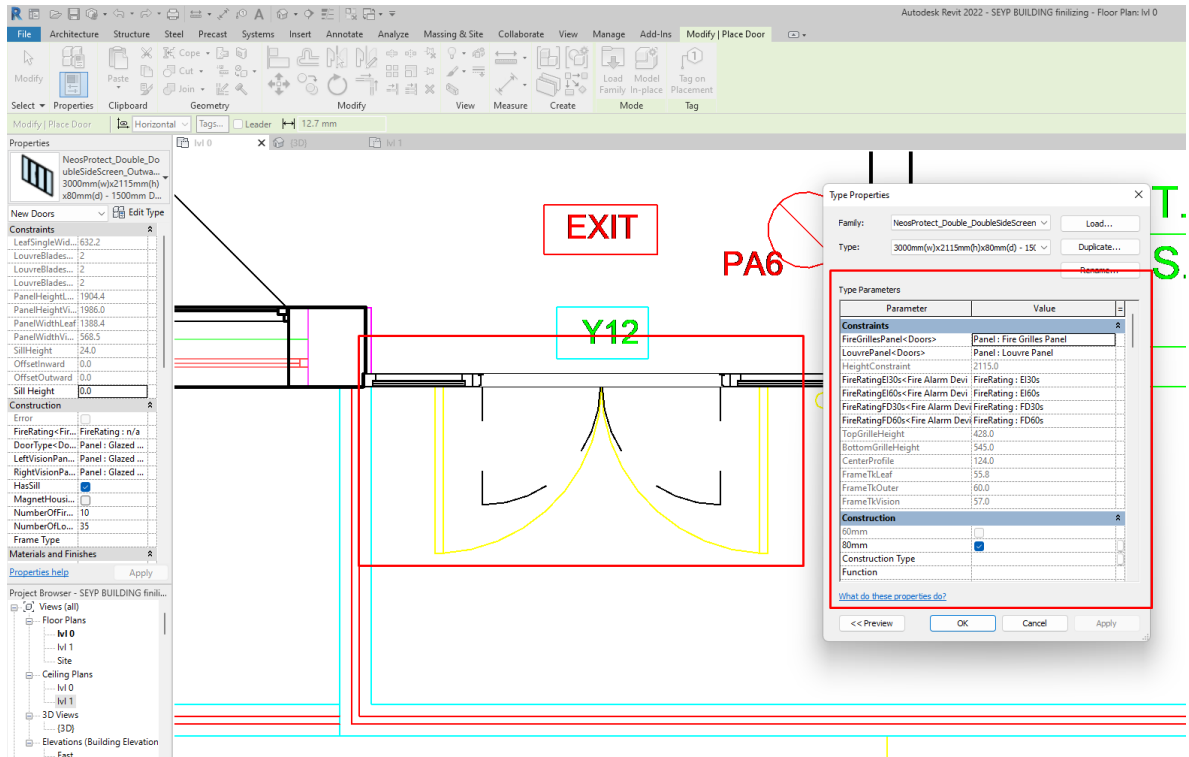 Autodesk Revit 2022 - SEYP BUILDING finilizing - Floor Plan: lvl 0
File Architecture Structure Steel Precast Systems Insert Annotate Analyze Massing & Site Collaborate View Manage Add-Ins Modify | Place Door
Modify
Paste
Cope
Cut
Join
Load Family
Model In-place
Tag on Placement
Select Properties Clipboard Geometry Modify View Measure Create Mode Tag
Modify | Place Door Horizontal Tags... Leader 12.7 mm
Properties
lvl 0 {3D} lvl 1
NeosProtect_Double_Do
ubleSideScreen_Outwa...
3000mm(w)x2115mm(h)
x80mm(d) - 1500mm D...
New Doors Edit Type
Constraints
LeafSingleWid... 632.2
LouvreBlades... 2
LouvreBlades... 2
LouvreBlades... 2
PanelHeightL... 1904.4
PanelHeightVi... 1986.0
PanelWidthLeaf 1388.4
PanelWidthVi... 568.5
SillHeight 24.0
OffsetInward 0.0
OffsetOutward 0.0
Sill Height 0.0
Construction
Error
FireRating<Fir... FireRating : n/a
DoorType<Do... Panel : Glazed ...
LeftVisionPan... Panel : Glazed ...
RightVisionPa... Panel : Glazed ...
HasSill
MagnetHousi...
NumberOfFir... 10
NumberOfLo... 35
Frame Type
Materials and Finishes
Properties help Apply
Project Browser - SEYP BUILDING finili...
Views (all)
Floor Plans
lvl 0
lvl 1
Site
Ceiling Plans
lvl 0
lvl 1
3D Views
{3D}
Elevations (Building Elevation
East
EXIT
PA6
Y12
T.
S.
Type Properties
Family: NeosProtect_Double_DoubleSideScreen Load...
Type: 3000mm(w)x2115mm(h)x80mm(d) - 15( Duplicate...
Rename...
Type Parameters
Parameter Value =
Constraints
FireGrillesPanel<Doors> Panel : Fire Grilles Panel
LouvrePanel<Doors> Panel : Louvre Panel
HeightConstraint 2115.0
FireRatingEI30s<Fire Alarm Devi FireRating : EI30s
FireRatingEI60s<Fire Alarm Devi FireRating : EI60s
FireRatingFD30s<Fire Alarm Devi FireRating : FD30s
FireRatingFD60s<Fire Alarm Devi FireRating : FD60s
TopGrilleHeight 428.0
BottomGrilleHeight 545.0
CenterProfile 124.0
FrameTkLeaf 55.8
FrameTkOuter 60.0
FrameTkVision 57.0
Construction
60mm
80mm
Construction Type
Function
What do these properties do?
<< Preview OK Cancel Apply